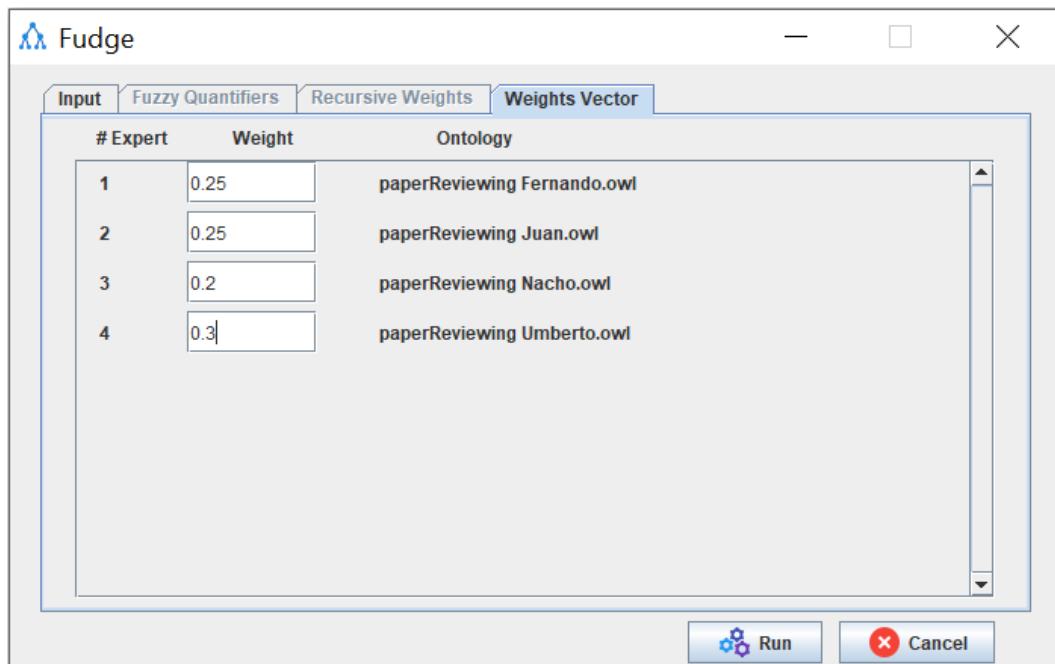 Fudge
Input Fuzzy Quantifiers Recursive Weights Weights Vector
# Expert Weight Ontology
1 0.25 paperReviewing Fernando.owl
2 0.25 paperReviewing Juan.owl
3 0.2 paperReviewing Nacho.owl
4 0.3 paperReviewing Umberto.owl
Run Cancel